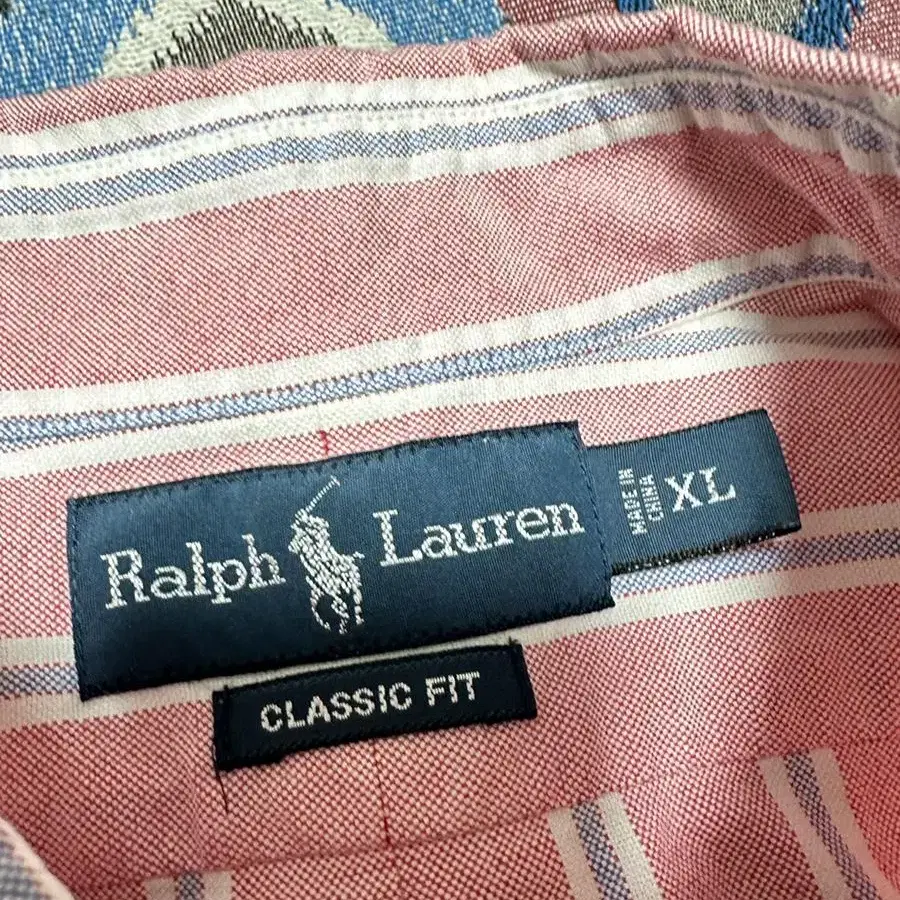 Ralph Lauren
MADE IN
CHINA
XL
CLASSIC FIT